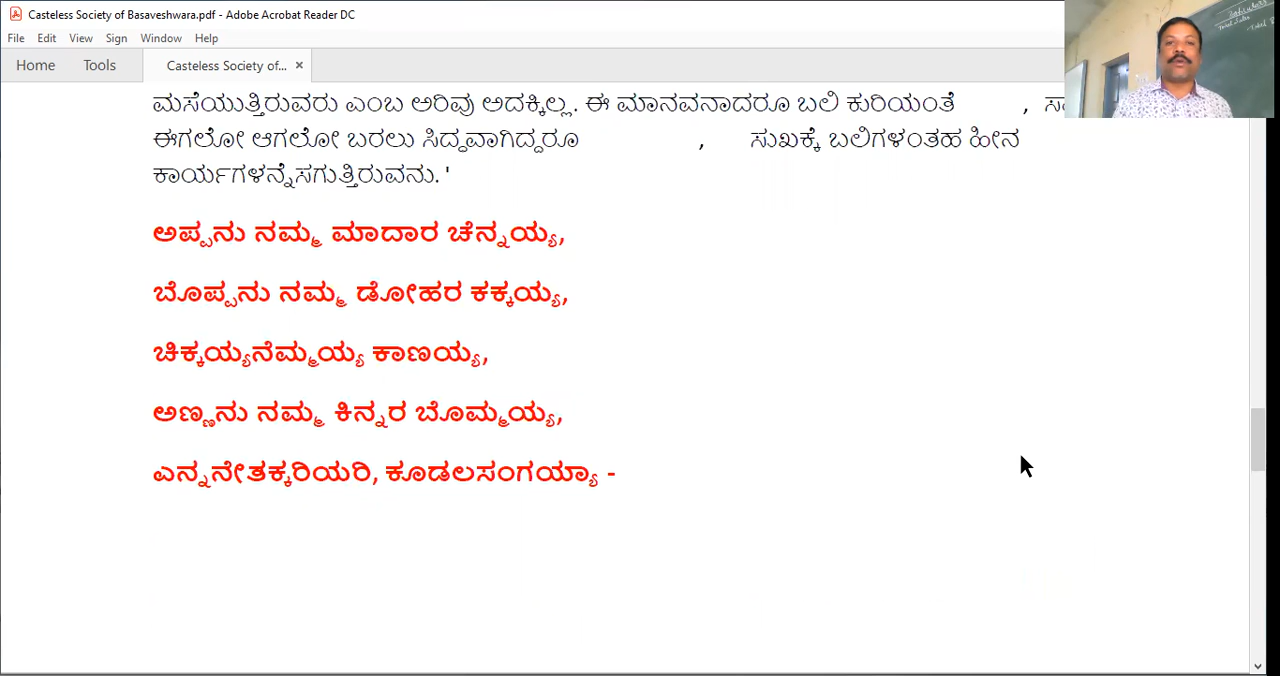 Casteless Society of Basaveshwara.pdf - Adobe Acrobat Reader DC
File Edit View Sign Window Help
Home Tools Casteless Society of... ×
ಮಸೆಯುತ್ತಿರುವರು ಎಂಬ ಅರಿವು ಅದಕ್ಕಿಲ್ಲ. ಈ ಮಾನವನಾದರೂ ಬಲಿ ಕುರಿಯಂತೆ ,
ಈಗಲೋ ಆಗಲೋ ಬರಲು ಸಿದ್ಧವಾಗಿದ್ದರೂ , ಸುಖಕ್ಕೆ ಬಲಿಗಳಂತಹ ಹೀನ
ಕಾರ್ಯಗಳನ್ನೆಸಗುತ್ತಿರುವನು. '
ಅಪ್ಪನು ನಮ್ಮ ಮಾದಾರ ಚೆನ್ನಯ್ಯ,
ಬೊಪ್ಪನು ನಮ್ಮ ಡೋಹರ ಕಕ್ಕಯ್ಯ,
ಚಿಕ್ಕಯ್ಯನೆಮ್ಮಯ್ಯ ಕಾಣಯ್ಯ,
ಅಣ್ಣನು ನಮ್ಮ ಕಿನ್ನರ ಬೊಮ್ಮಯ್ಯ,
ಎನ್ನನೇತಕ್ಕರಿಯರಿ, ಕೂಡಲಸಂಗಯ್ಯಾ -